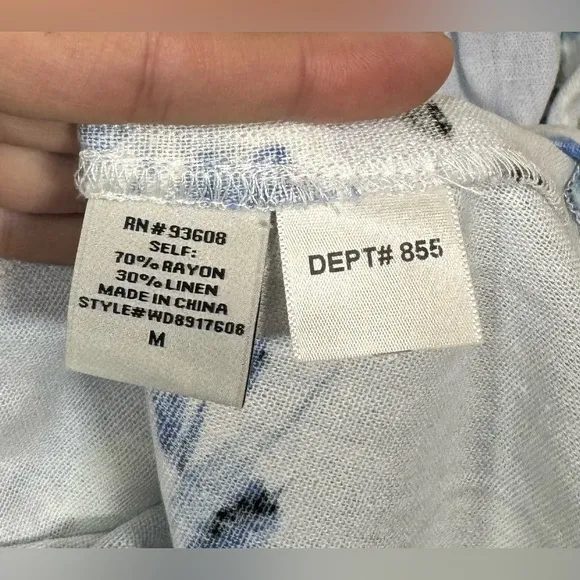 RN# 93608
SELF:
70% RAYON
30% LINEN
MADE IN CHINA
STYLE#WD8917608
M
DEPT# 855